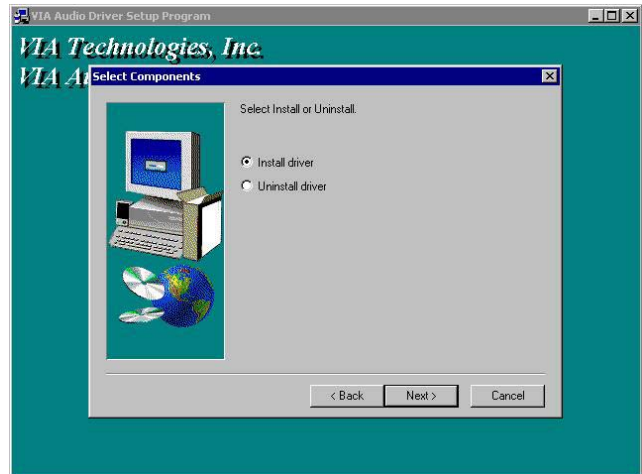 VIA Audio Driver Setup Program
VIA Technologies, Inc.
VIA
Select Components
Select Install or Uninstall.
Install driver
Uninstall driver
< Back
Next >
Cancel